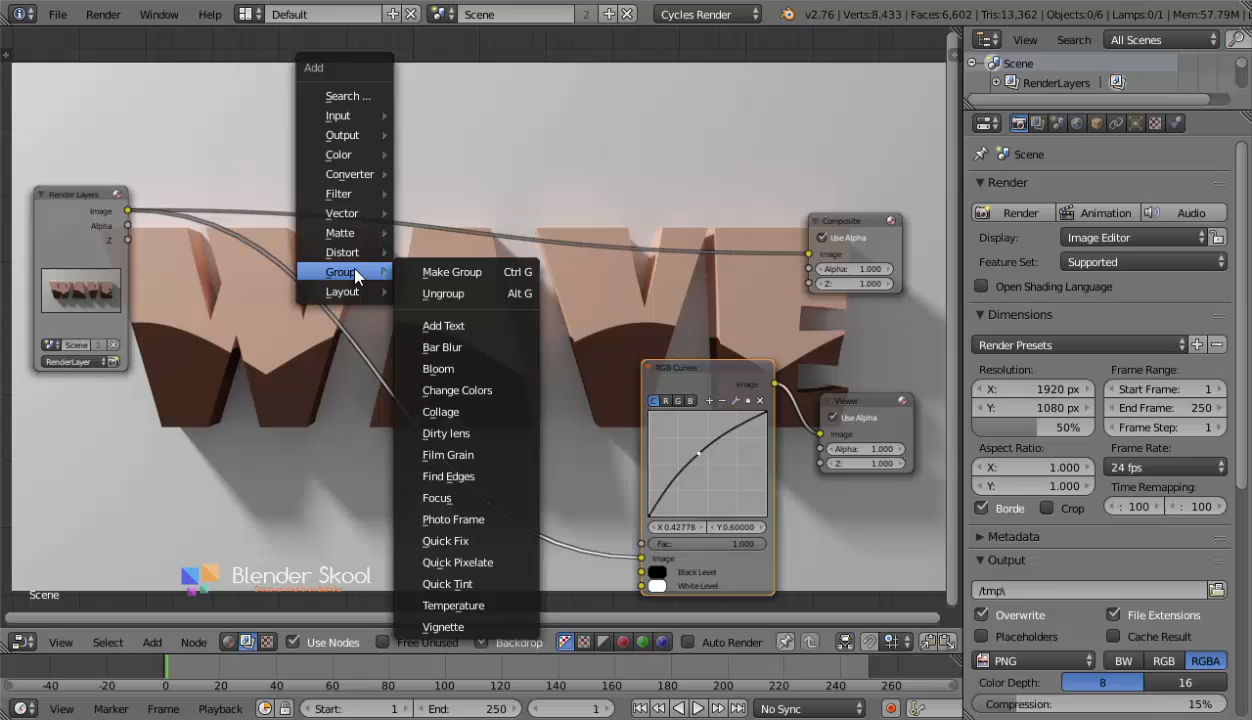 File Render Window Help Default Scene 2 Cycles Render v2.76 | Verts:8,433 | Faces:6,602 | Tris:13,362 | Objects:0/6 | Lamps:0/1 | Mem:57.79M
View Search All Scenes
Scene
RenderLayers
Add
Search ...
Input
Output
Color
Converter
Filter
Vector
Matte
Distort
Group
Layout
Make Group Ctrl G
Ungroup Alt G
Add Text
Bar Blur
Bloom
Change Colors
Collage
Dirty lens
Film Grain
Find Edges
Focus
Photo Frame
Quick Fix
Quick Pixelate
Quick Tint
Temperature
Vignette
Render Layers
Image
Alpha
Z
WAVE
Scene 2
RenderLayer
Composite
Use Alpha
Image
Alpha: 1.000
Z: 1.000
RGB Curves
Image
C R G B
X 0.42778 Y 0.60000
Fac: 1.000
Image
Black Level
White Level
Viewer
Use Alpha
Image
Alpha: 1.000
Z: 1.000
Blender Skool
Scene
View Select Add Node Use Nodes Free Unused Backdrop Auto Render
-40 -20 0 20 40 60 80 100 120 140 160 180 200 220 240 260
View Marker Frame Playback Start: 1 End: 250 1 No Sync
Scene
Render
Render Animation Audio
Display: Image Editor
Feature Set: Supported
Open Shading Language
Dimensions
Render Presets
Resolution: Frame Range:
X: 1920 px Start Frame: 1
Y: 1080 px End Frame: 250
50% Frame Step: 1
Aspect Ratio: Frame Rate:
X: 1.000 24 fps
Y: 1.000 Time Remapping:
Borde Crop : 100 : 100
Metadata
Output
/tmp\
Overwrite File Extensions
Placeholders Cache Result
PNG BW RGB RGBA
Color Depth: 8 16
Compression: 15%